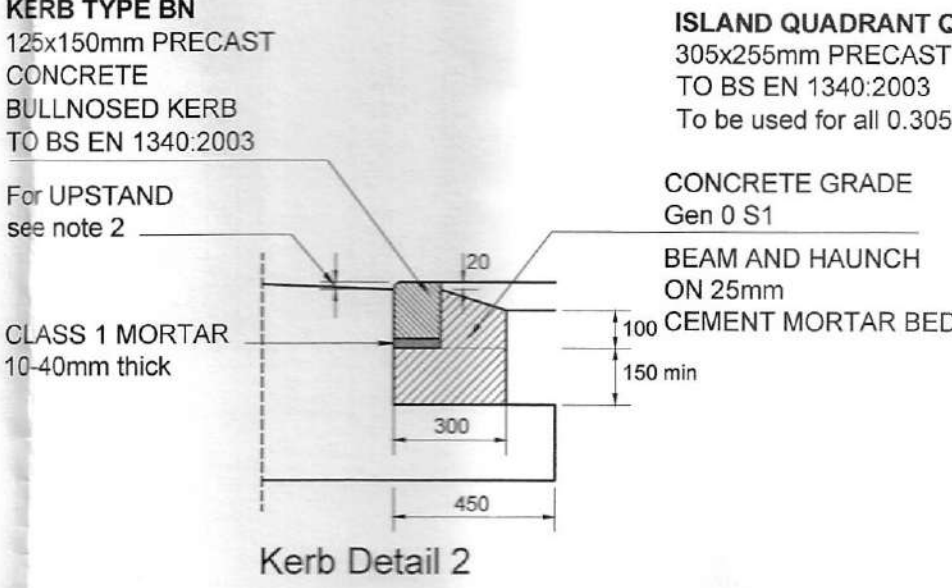 KERB TYPE BN
125x150mm PRECAST
CONCRETE
BULLNOSED KERB
TO BS EN 1340:2003
For UPSTAND
see note 2
CLASS 1 MORTAR
10-40mm thick
ISLAND QUADRANT Q
305x255mm PRECAST
TO BS EN 1340:2003
To be used for all 0.305
CONCRETE GRADE
Gen 0 S1
BEAM AND HAUNCH
ON 25mm
CEMENT MORTAR BED
20
100
150 min
300
450
Kerb Detail 2